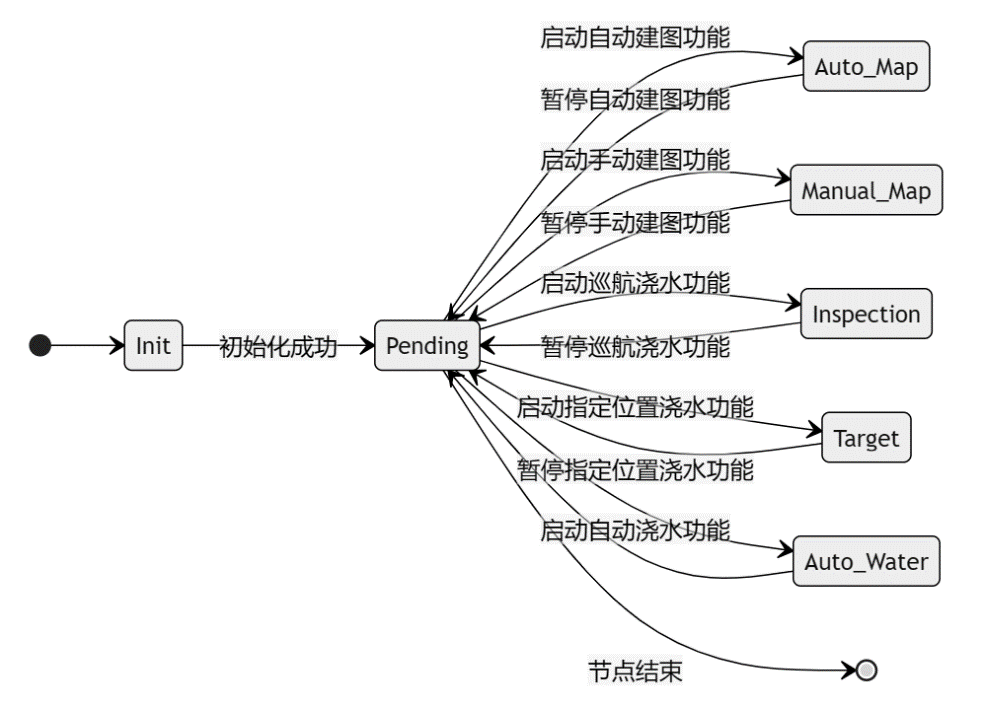 启动自动建图功能
Auto_Map
暂停自动建图功能
启动手动建图功能
Manual_Map
暂停手动建图功能
启动巡航浇水功能
Inspection
Init
初始化成功
Pending
暂停巡航浇水功能
启动指定位置浇水功能
Target
暂停指定位置浇水功能
启动自动浇水功能
Auto_Water
节点结束